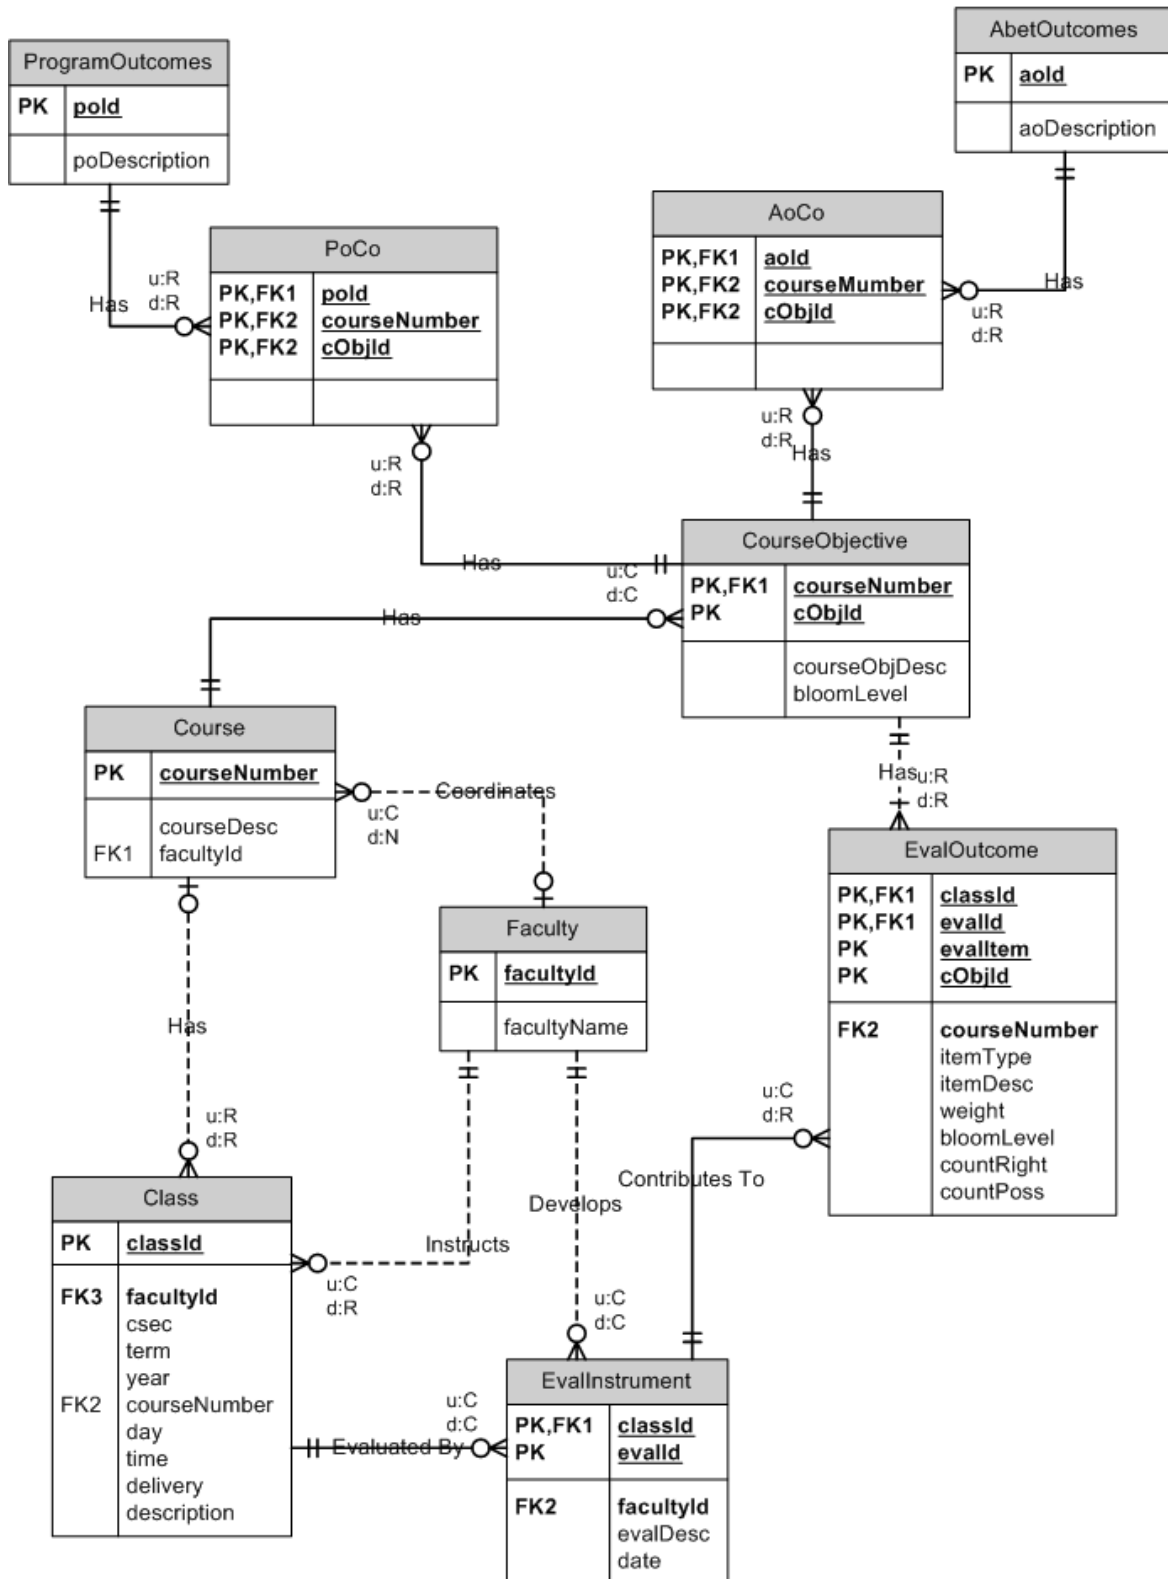 ProgramOutcomes
PK poId
poDescription
AbetOutcomes
PK aoId
aoDescription
Has
u:R
d:R
PoCo
PK,FK1 poId
PK,FK2 courseNumber
PK,FK2 cObjId
AoCo
PK,FK1 aoId
PK,FK2 courseMumber
PK,FK2 cObjId
Has
u:R
d:R
u:R
d:R
Has
u:R
d:R
Has
CourseObjective
PK,FK1 courseNumber
PK cObjId
courseObjDesc
bloomLevel
u:C
d:C
Has
Course
PK courseNumber
courseDesc
FK1 facultyId
Coordinates
u:C
d:N
Has
u:R
d:R
Faculty
PK facultyId
facultyName
EvalOutcome
PK,FK1 classId
PK,FK1 evalId
PK evalItem
PK cObjId
FK2 courseNumber
itemType
itemDesc
weight
bloomLevel
countRight
countPoss
Has
u:R
d:R
u:C
d:R
Contributes To
Develops
u:C
d:C
Instructs
u:C
d:R
Class
PK classId
FK3 facultyId
csec
term
year
FK2 courseNumber
day
time
delivery
description
u:C
d:C
Evaluated By
EvalInstrument
PK,FK1 classId
PK evalId
FK2 facultyId
evalDesc
date